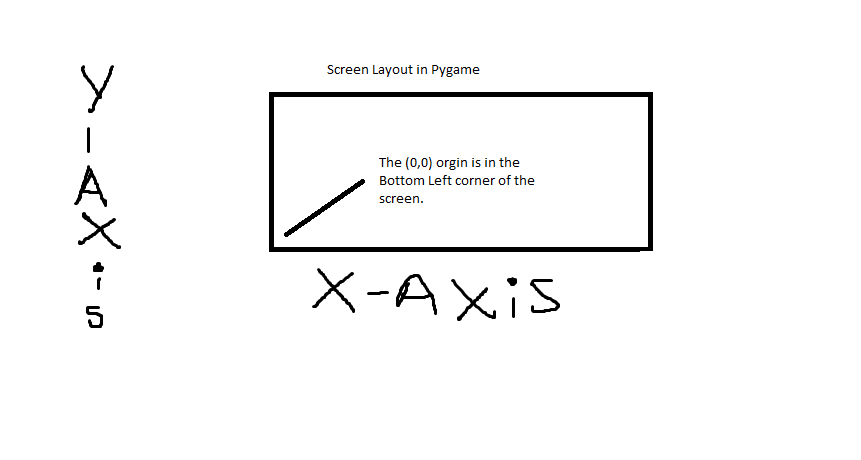 Screen Layout in Pygame
Y-AXis
The (0,0) orgin is in the
Bottom Left corner of the
screen.
X-AXiS